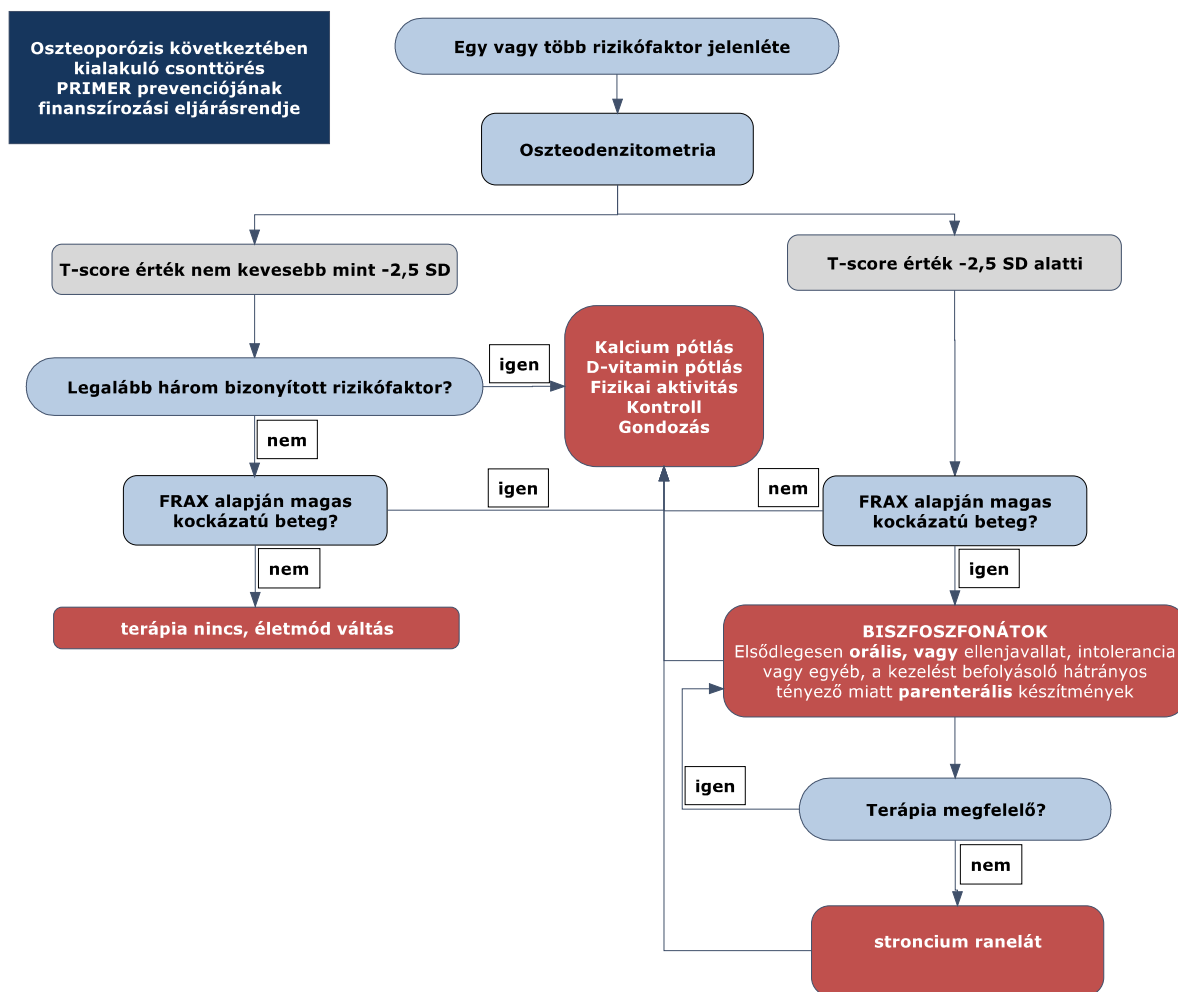 Oszteoporózis következtében
kialakuló csonttörés
PRIMER prevenciójának
finanszírozási eljárásrendje
Egy vagy több rizikófaktor jelenléte
Oszteodenzitometria
T-score érték nem kevesebb mint -2,5 SD
T-score érték -2,5 SD alatti
Legalább három bizonyított rizikófaktor?
igen
Kalcium pótlás
D-vitamin pótlás
Fizikai aktivitás
Kontroll
Gondozás
nem
FRAX alapján magas
kockázatú beteg?
igen
nem
FRAX alapján magas
kockázatú beteg?
nem
igen
terápia nincs, életmód váltás
BISZFOSZFONÁTOK
Elsődlegesen orális, vagy ellenjavallat, intolerancia
vagy egyéb, a kezelést befolyásoló hátrányos
tényező miatt parenterális készítmények
igen
Terápia megfelelő?
nem
stroncium ranelát